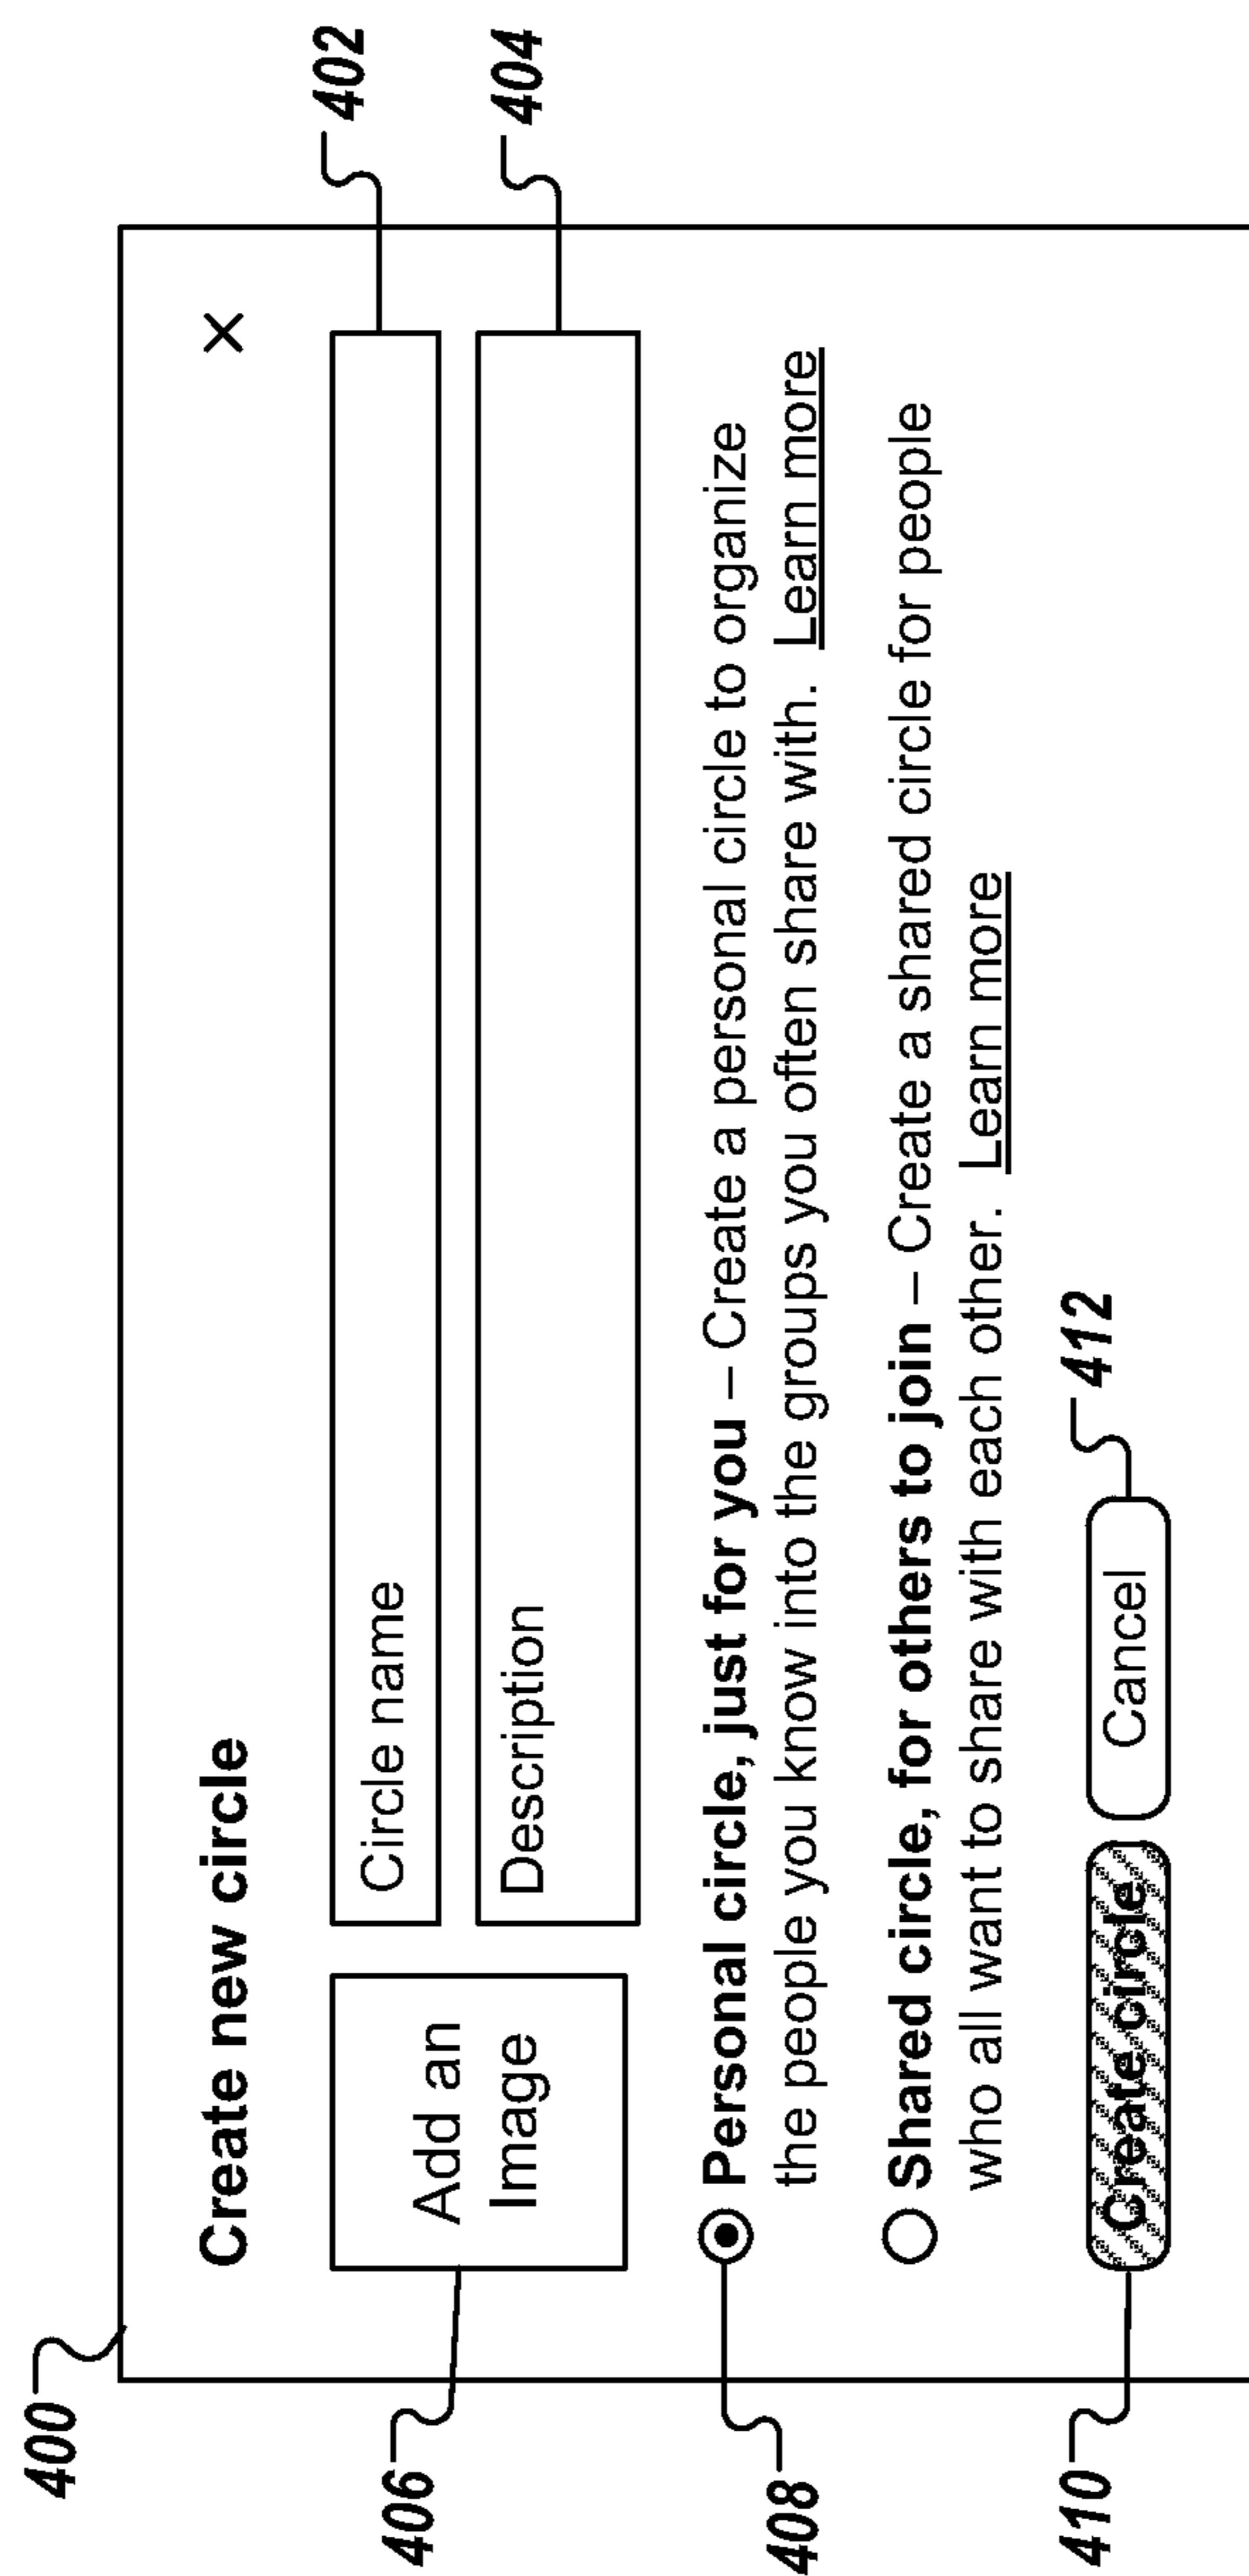 400
Create new circle
×
402
404
406
Add an
Image
Circle name
Description
408
Personal circle, just for you – Create a personal circle to organize
the people you know into the groups you often share with. Learn more
Shared circle, for others to join – Create a shared circle for people
who all want to share with each other. Learn more
410
Create circle
Cancel
412